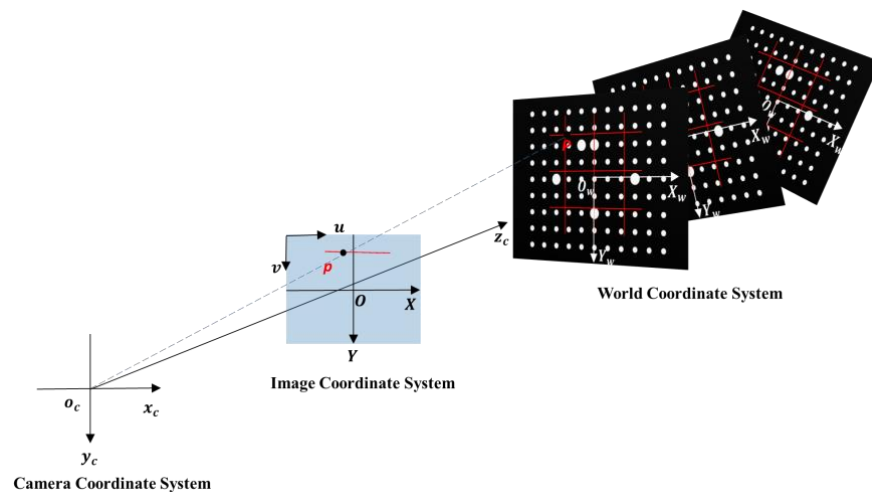 u
v
p
O
X
Y
Image Coordinate System
o_c
x_c
y_c
Camera Coordinate System
z_c
P
O_w
X_w
Y_w
X_w
Y_w
O_w
X_w
World Coordinate System